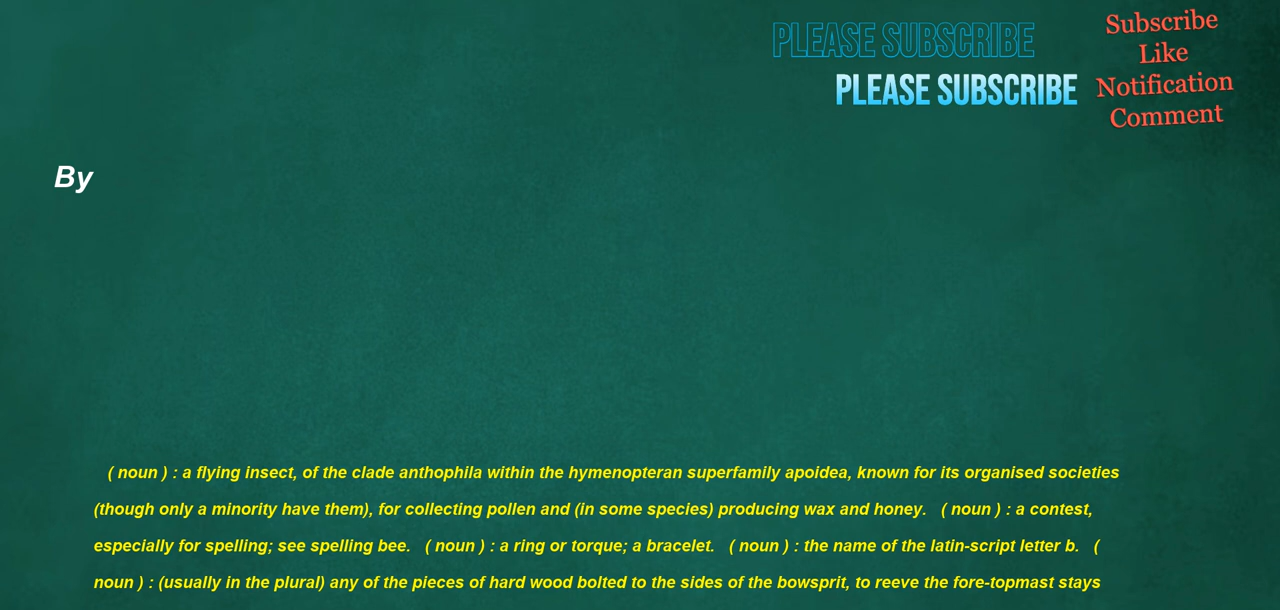 PLEASE SUBSCRIBE
PLEASE SUBSCRIBE
Subscribe
Like
Notification
Comment
By
( noun ) : a flying insect, of the clade anthophila within the hymenopteran superfamily apoidea, known for its organised societies
(though only a minority have them), for collecting pollen and (in some species) producing wax and honey. ( noun ) : a contest,
especially for spelling; see spelling bee. ( noun ) : a ring or torque; a bracelet. ( noun ) : the name of the latin-script letter b. (
noun ) : (usually in the plural) any of the pieces of hard wood bolted to the sides of the bowsprit, to reeve the fore-topmast stays